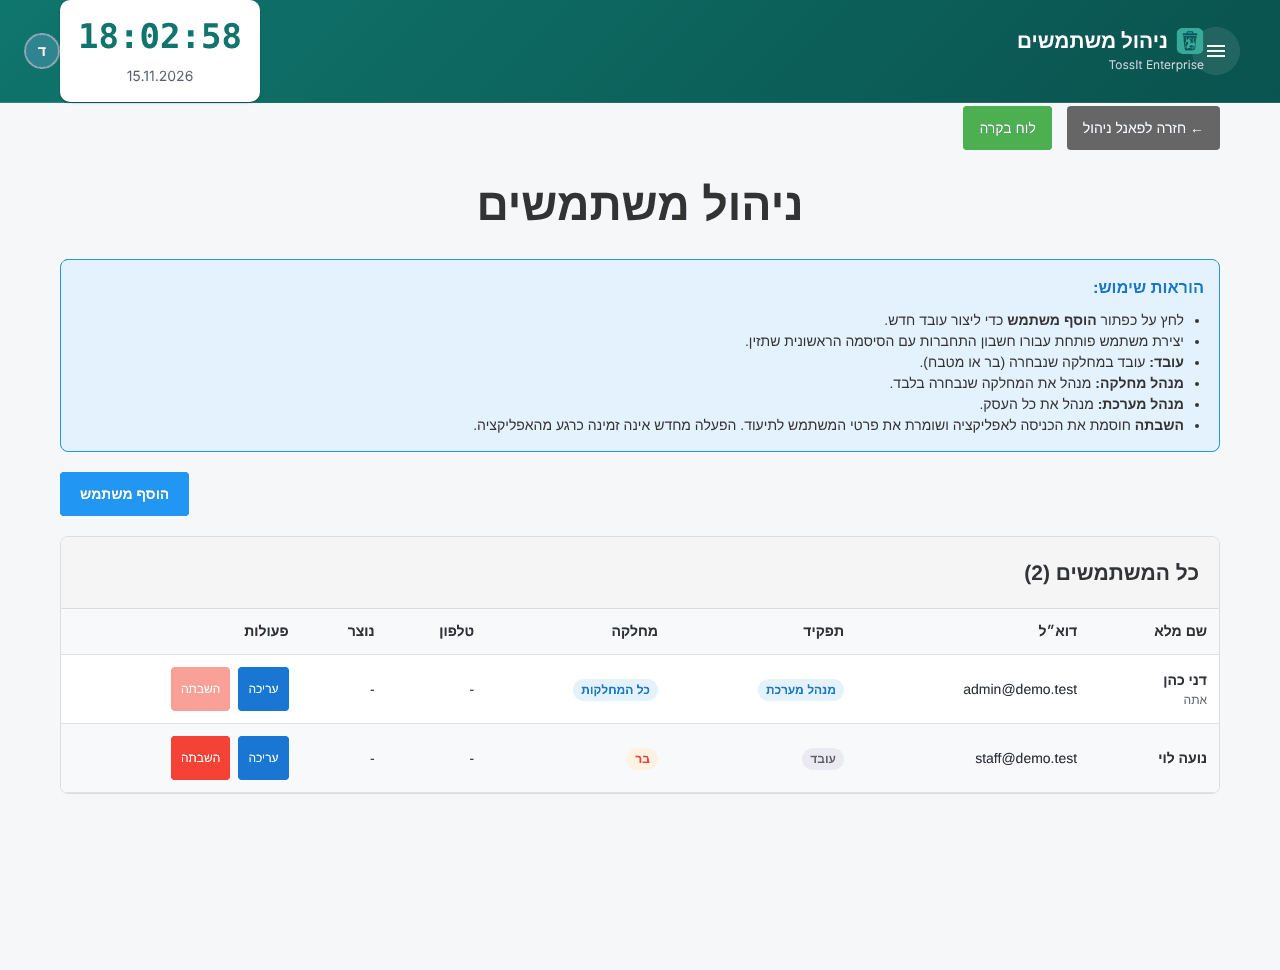 ניהול משתמשים
TossIt Enterprise
18:02:58
15.11.2026
ד
← חזרה לפאנל ניהול
לוח בקרה
ניהול משתמשים
הוראות שימוש:
• לחץ על כפתור הוסף משתמש כדי ליצור עובד חדש.
• יצירת משתמש פותחת עבורו חשבון התחברות עם הסיסמה הראשונית שתזין.
• עובד: עובד במחלקה שנבחרה (בר או מטבח).
• מנהל מחלקה: מנהל את המחלקה שנבחרה בלבד.
• מנהל מערכת: מנהל את כל העסק.
• השבתה חוסמת את הכניסה לאפליקציה ושומרת את פרטי המשתמש לתיעוד. הפעלה מחדש אינה זמינה כרגע מהאפליקציה.
הוסף משתמש
כל המשתמשים (2)
שם מלא דוא״ל תפקיד מחלקה טלפון נוצר פעולות
דני כהן admin@demo.test מנהל מערכת כל המחלקות - - עריכה השבתה
אתה
נועה לוי staff@demo.test עובד בר - - עריכה השבתה